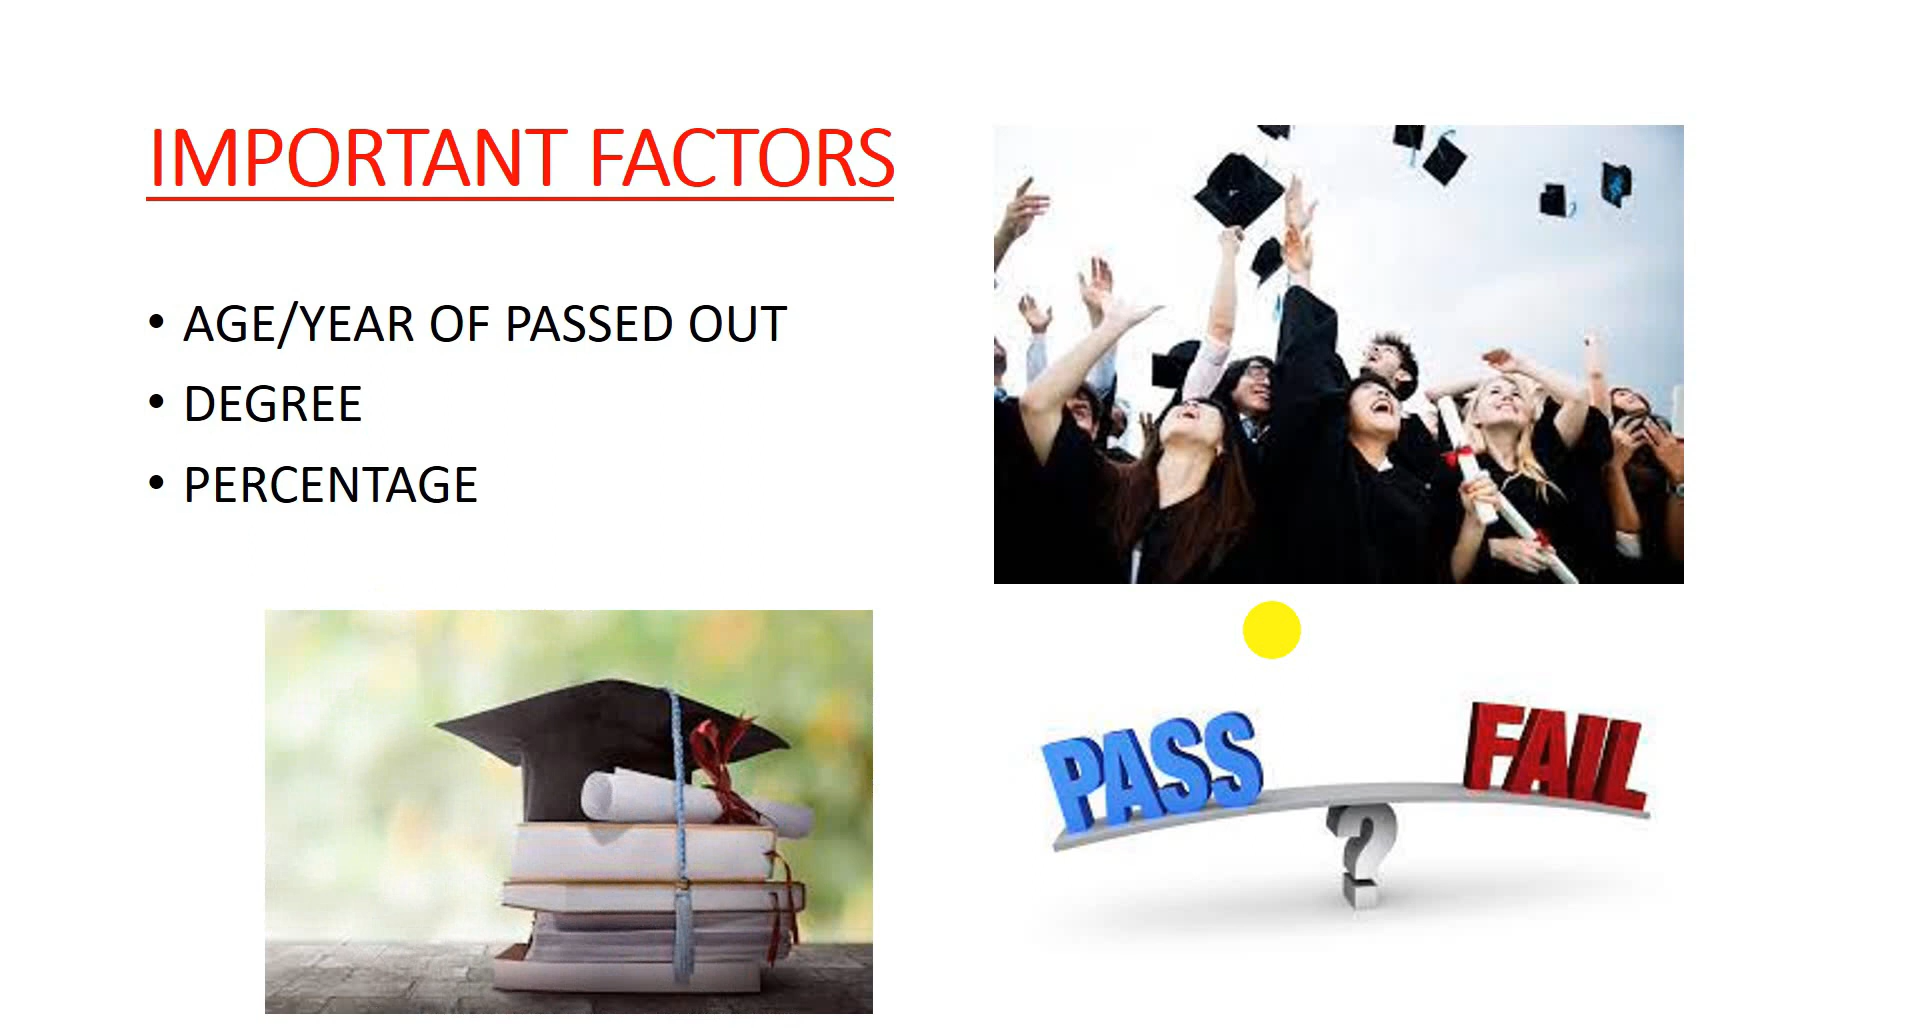 IMPORTANT FACTORS
• AGE/YEAR OF PASSED OUT
• DEGREE
• PERCENTAGE
PASS
FAIL
?